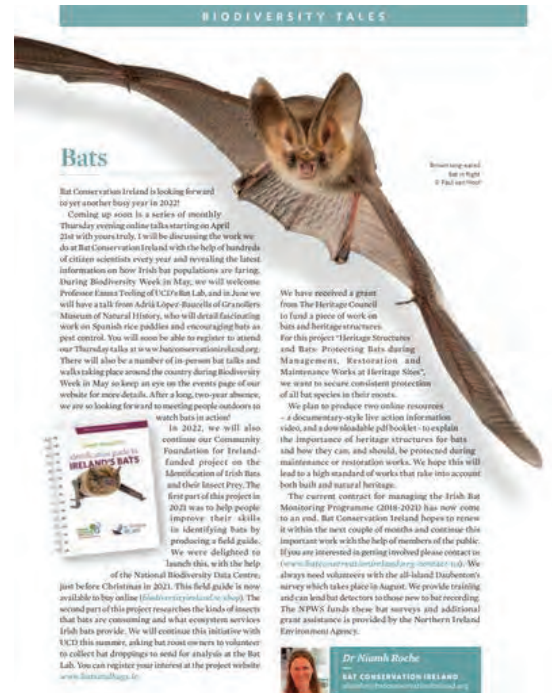 BIODIVERSITY TALES
Brown long-eared
bat in flight
© Paul van Hoof
Bats
Bat Conservation Ireland is looking forward
to yet another busy year in 2022!
Coming up soon is a series of monthly
Thursday evening online talks starting on April
21st with yours truly. I will be discussing the work we
do at Bat Conservation Ireland with the help of hundreds
of citizen scientists every year and revealing the latest
information on how Irish bat populations are faring.
During Biodiversity Week in May, we will welcome
Professor Emma Teeling of UCD's Bat Lab, and in June we
will have a talk from Adrià López-Baucells of Granollers
Museum of Natural History, who will detail fascinating
work on Spanish rice paddies and encouraging bats as
pest control. You will soon be able to register to attend
our Thursday talks at www.batconservationireland.org.
There will also be a number of in-person bat talks and
walks taking place around the country during Biodiversity
Week in May so keep an eye on the events page of our
website for more details. After a long, two-year absence,
we are so looking forward to meeting people outdoors to
watch bats in action!
In 2022, we will also
continue our Community
Foundation for Ireland-
funded project on the
Identification of Irish Bats
and their Insect Prey. The
first part of this project in
2021 was to help people
improve their skills
in identifying bats by
producing a field guide.
We were delighted to
launch this, with the help
of the National Biodiversity Data Centre,
just before Christmas in 2021. This field guide is now
available to buy online (biodiversityireland.ie/shop). The
second part of this project researches the kinds of insects
that bats are consuming and what ecosystem services
Irish bats provide. We will continue this initiative with
UCD this summer, asking bat roost owners to volunteer
to collect bat droppings to send for analysis at the Bat
Lab. You can register your interest at the project website
www.batsandbugs.ie.
identification guide to
IRELAND'S BATS
We have received a grant
from The Heritage Council
to fund a piece of work on
bats and heritage structures.
For this project "Heritage Structures
and Bats: Protecting Bats during
Management, Restoration and
Maintenance Works at Heritage Sites",
we want to secure consistent protection
of all bat species in their roosts.
We plan to produce two online resources
– a documentary-style live action information
video, and a downloadable pdf booklet – to explain
the importance of heritage structures for bats
and how they can, and should, be protected during
maintenance or restoration works. We hope this will
lead to a high standard of works that take into account
both built and natural heritage.
The current contract for managing the Irish Bat
Monitoring Programme (2018-2021) has now come
to an end. Bat Conservation Ireland hopes to renew
it within the next couple of months and continue this
important work with the help of members of the public.
If you are interested in getting involved please contact us
(www.batconservationireland.org/contact-us). We
always need volunteers with the all-island Daubenton's
survey which takes place in August. We provide training
and can lend bat detectors to those new to bat recording.
The NPWS funds these bat surveys and additional
grant assistance is provided by the Northern Ireland
Environment Agency.
Dr Niamh Roche
BAT CONSERVATION IRELAND